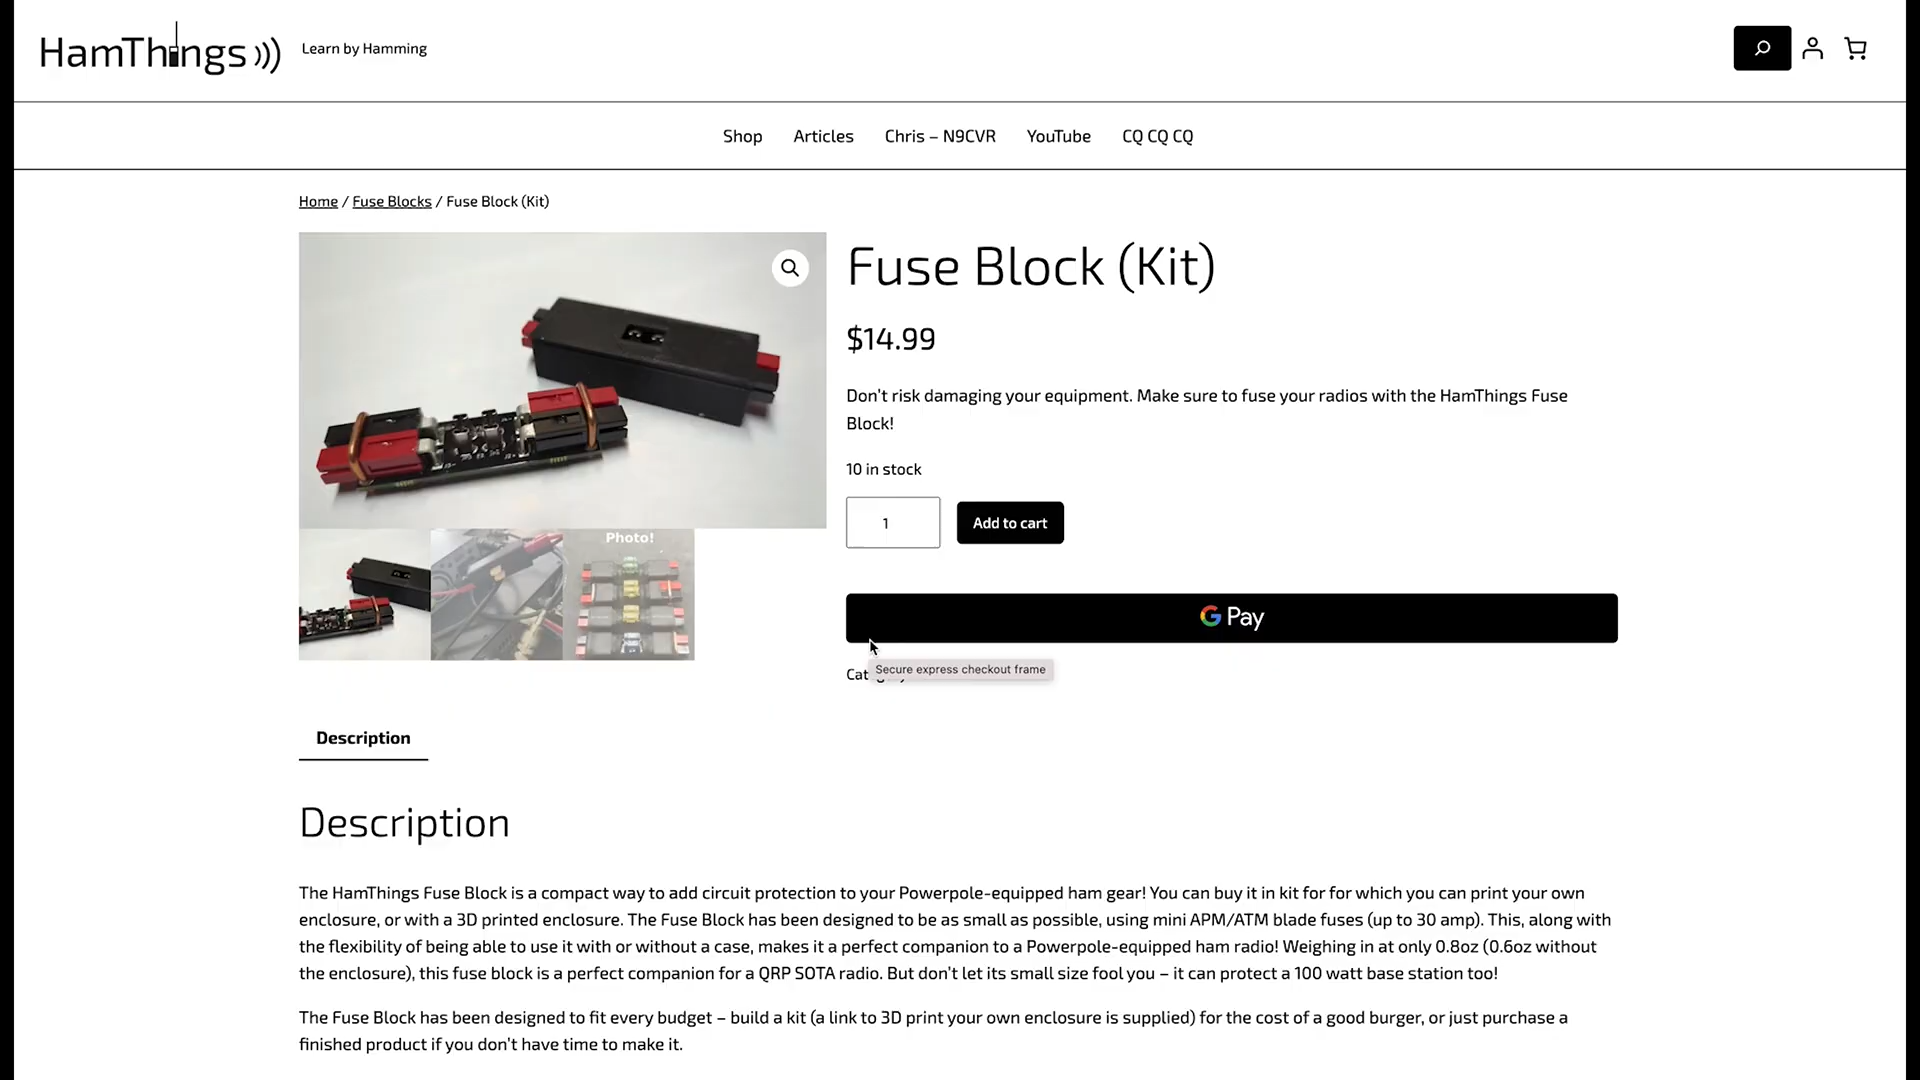 HamThings
Learn by Hamming
Shop
Articles
Chris – N9CVR
YouTube
CQ CQ CQ
Home / Fuse Blocks / Fuse Block (Kit)
Fuse Block (Kit)
$14.99
Don't risk damaging your equipment. Make sure to fuse your radios with the HamThings Fuse
Block!
10 in stock
1
Add to cart
Photo!
G Pay
Secure express checkout frame
Description
Description
The HamThings Fuse Block is a compact way to add circuit protection to your Powerpole-equipped ham gear! You can buy it in kit for for which you can print your own
enclosure, or with a 3D printed enclosure. The Fuse Block has been designed to be as small as possible, using mini APM/ATM blade fuses (up to 30 amp). This, along with
the flexibility of being able to use it with or without a case, makes it a perfect companion to a Powerpole-equipped ham radio! Weighing in at only 0.8oz (0.6oz without
the enclosure), this fuse block is a perfect companion for a QRP SOTA radio. But don't let its small size fool you – it can protect a 100 watt base station too!
The Fuse Block has been designed to fit every budget – build a kit (a link to 3D print your own enclosure is supplied) for the cost of a good burger, or just purchase a
finished product if you don't have time to make it.